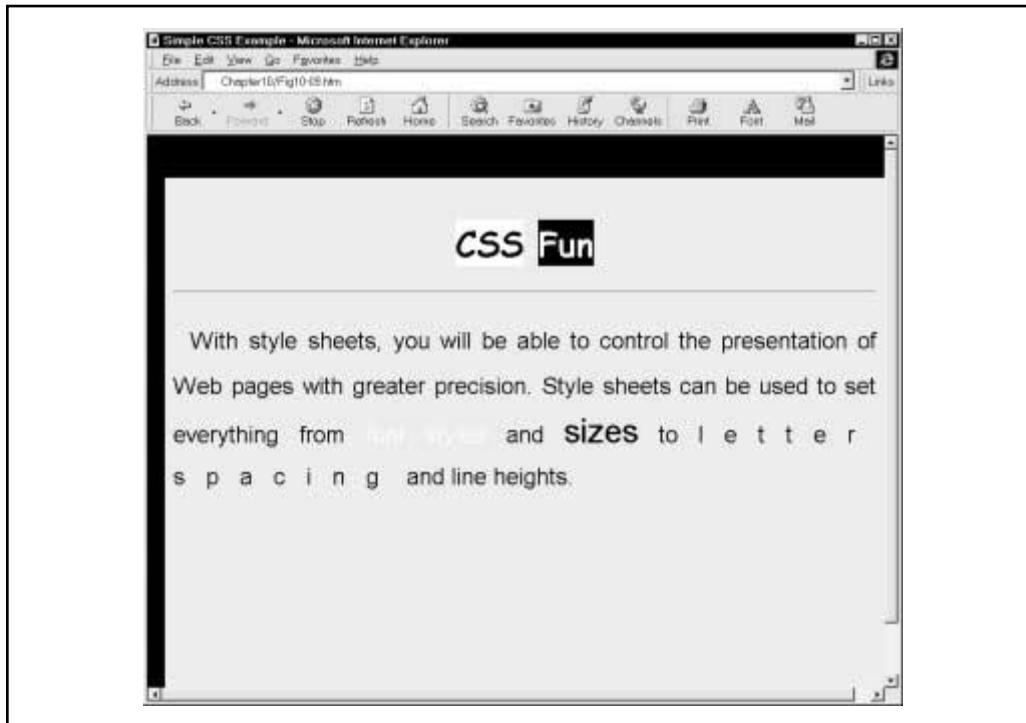 Simple CSS Example - Microsoft Internet Explorer
File Edit View Go Favorites Help
Address Chapter10/Fig10-09.htm Links
Back Forward Stop Refresh Home Search Favorites History Channels Print Font Mail
CSS Fun
With style sheets, you will be able to control the presentation of
Web pages with greater precision. Style sheets can be used to set
everything from font styles and sizes to l e t t e r
s p a c i n g and line heights.